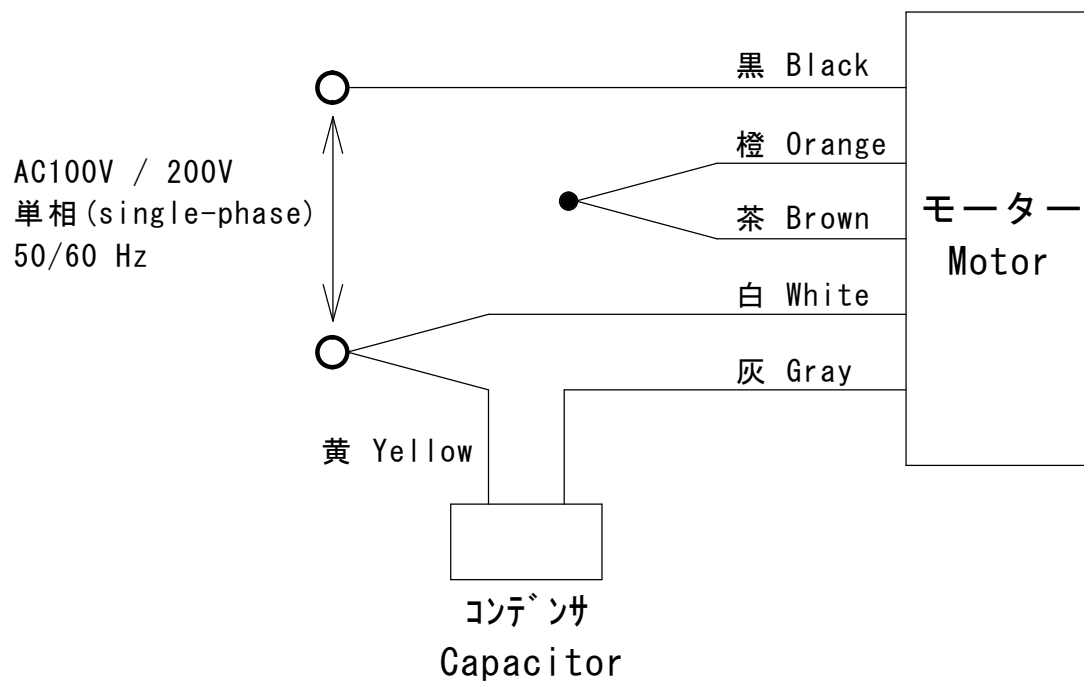 黒 Black
橙 Orange
AC100V / 200V
単相(single-phase)
50/60 Hz
茶 Brown
モーター
Motor
白 White
灰 Gray
黄 Yellow
コンデンサ
Capacitor